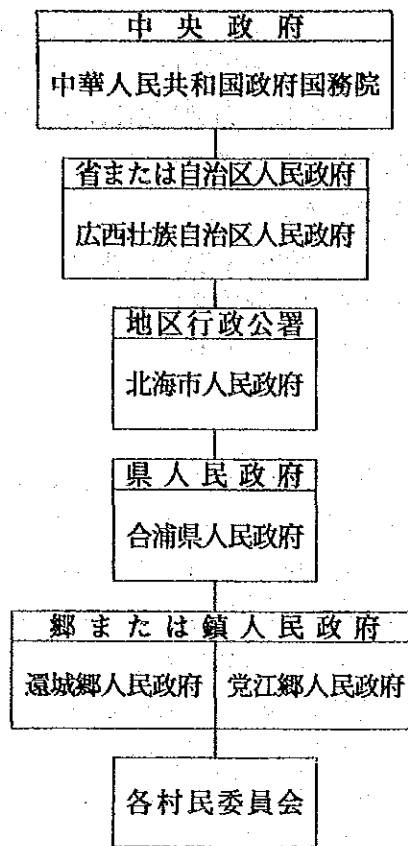 中央政府
中華人民共和国政府国務院
省または自治区人民政府
広西壮族自治区人民政府
地区行政公署
北海市人民政府
県人民政府
合浦県人民政府
郷または鎮人民政府
還城郷人民政府
党江郷人民政府
各村民委員会